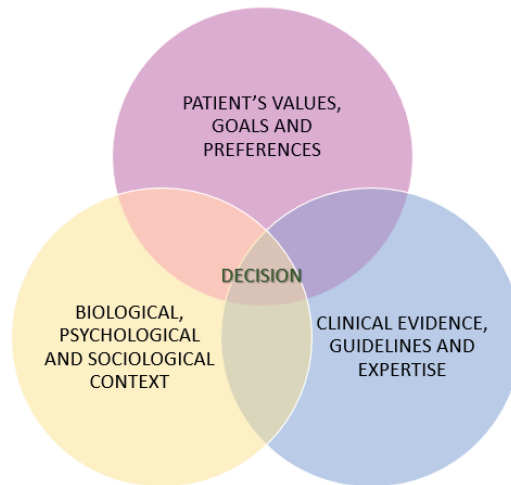 PATIENT’S VALUES,
GOALS AND
PREFERENCES
DECISION
BIOLOGICAL,
PSYCHOLOGICAL
AND SOCIOLOGICAL
CONTEXT
CLINICAL EVIDENCE,
GUIDELINES AND
EXPERTISE